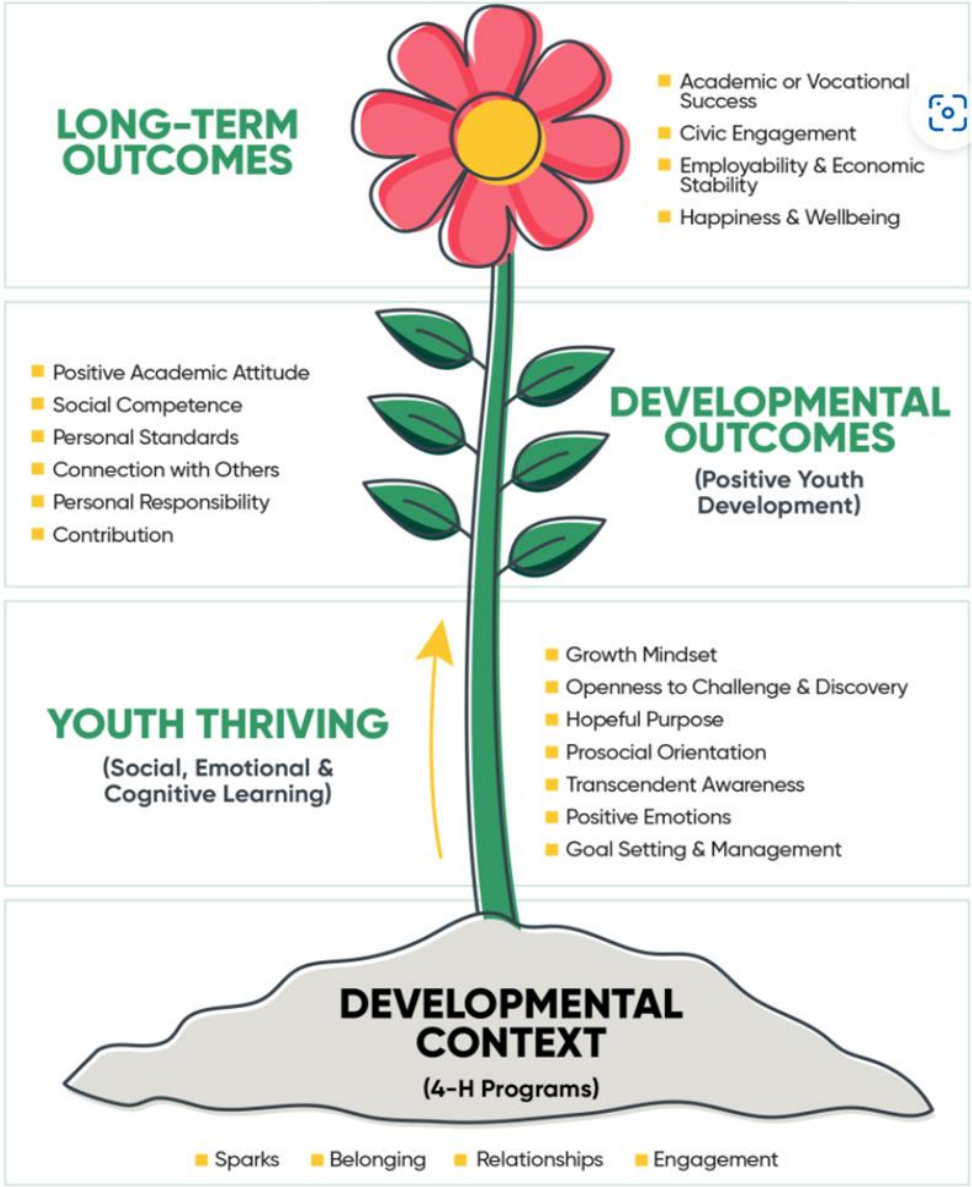 LONG-TERM
OUTCOMES
Academic or Vocational
Success
Civic Engagement
Employability & Economic
Stability
Happiness & Wellbeing
Positive Academic Attitude
Social Competence
Personal Standards
Connection with Others
Personal Responsibility
Contribution
DEVELOPMENTAL
OUTCOMES
(Positive Youth
Development)
YOUTH THRIVING
(Social, Emotional &
Cognitive Learning)
Growth Mindset
Openness to Challenge & Discovery
Hopeful Purpose
Prosocial Orientation
Transcendent Awareness
Positive Emotions
Goal Setting & Management
DEVELOPMENTAL
CONTEXT
(4-H Programs)
Sparks Belonging Relationships Engagement